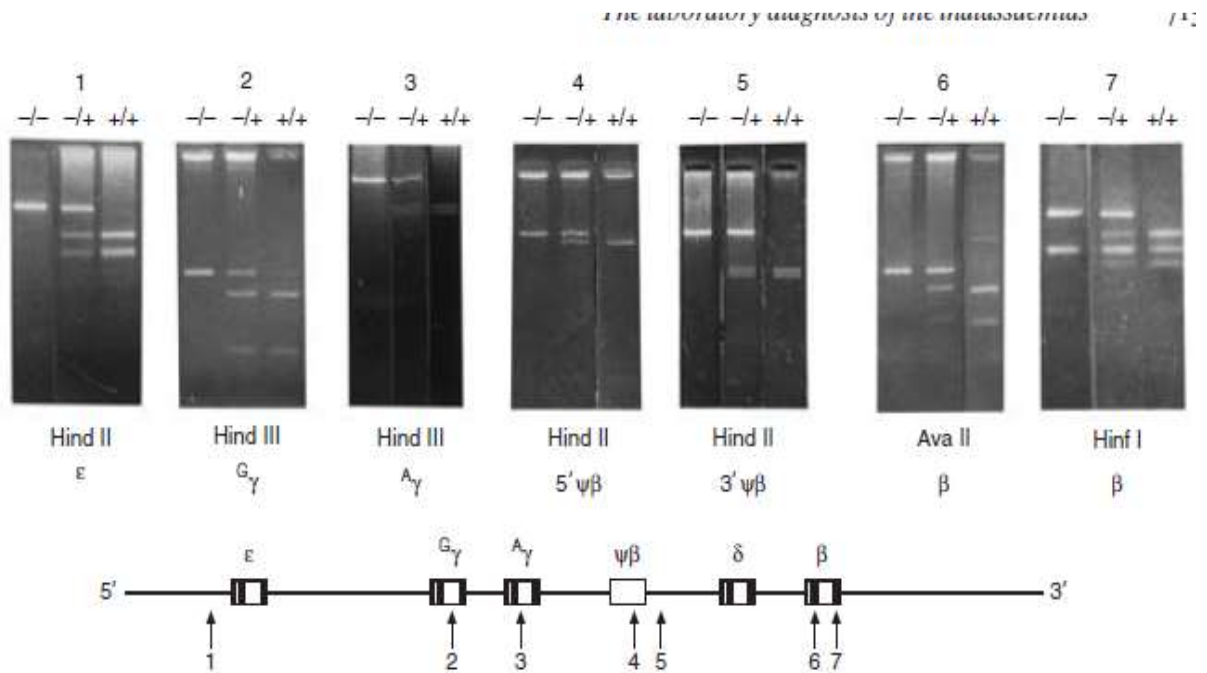 The laboratory diagnosis of the thalassaemias
1 2 3 4 5 6 7
–/– –/+ +/+ –/– –/+ +/+ –/– –/+ +/+ –/– –/+ +/+ –/– –/+ +/+ –/– –/+ +/+ –/– –/+ +/+
Hind II Hind III Hind III Hind II Hind II Ava II Hinf I
ε Gγ Aγ 5′ψβ 3′ψβ β β
ε Gγ Aγ ψβ δ β
5′ 3′
1 2 3 4 5 6 7